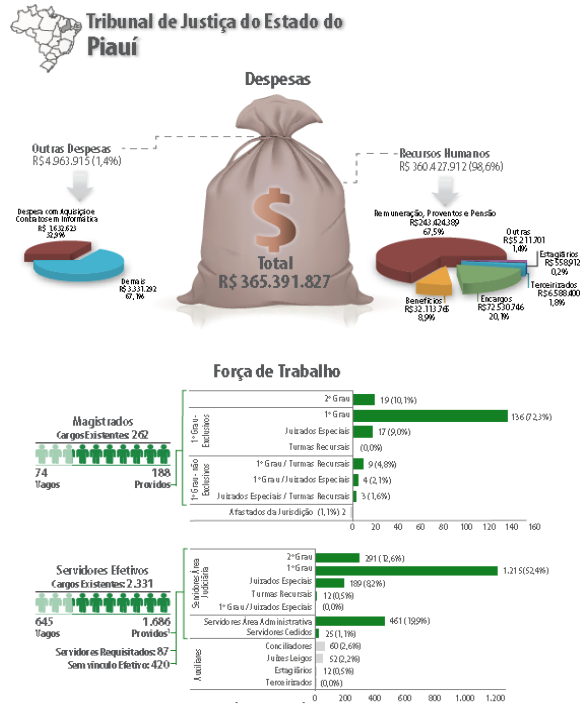 Tribunal de Justiça do Estado do
Piauí
Despesas
Outras Despesas
R$ 4.963.915 (1,4%)
Recursos Humanos
R$ 360.427.912 (98,6%)
Despesa com Aquisição e
Contratos em Informática
R$ 1.632.623
32,9%
Demais
R$ 3.331.292
67,1%
$
Total
R$ 365.391.827
Remuneração, Proventos e Pensão
R$243.424.389
67,5%
Outras
R$5.211.701
1,4%
Estagiários
R$558.912
0,2%
Terceirizados
R$6.588.400
1,8%
Benefícios
R$32.113.765
8,9%
Encargos
R$72.530.746
20,1%
Força de Trabalho
Magistrados
Cargos Existentes: 262
74
Vagos
188
Providos
1º Grau -
Exclusivos
1º Grau - não
Exclusivos
2º Grau 19 (10,1%)
1º Grau 136 (72,3%)
Juizados Especiais 17 (9,0%)
Turmas Recursais (0,0%)
1º Grau / Turmas Recursais 9 (4,8%)
1º Grau / Juizados Especiais 4 (2,1%)
Juizados Especiais / Turmas Recursais 3 (1,6%)
Afastados da Jurisdição (1,1%) 2
0 20 40 60 80 100 120 140 160
Servidores Efetivos
Cargos Existentes: 2.331
645
Vagos
1.686
Providos¹
Servidores Requisitados: 87
Sem vínculo Efetivo: 420
Servidores Área
Judiciária
2º Grau 291 (12,6%)
1º Grau 1.215 (52,4%)
Juizados Especial 189 (8,2%)
Turmas Recursais 12 (0,5%)
1º Grau / Juizados Especiais (0,0%)
Servidores Área Administrativa 461 (19,9%)
Servidores Cedidos 25 (1,1%)
Auxiliares
Conciliadores 60 (2,6%)
Juízes Leigos 52 (2,2%)
Estagiários 12 (0,5%)
Terceirizados (0,0%)
0 200 400 600 800 1.000 1.200